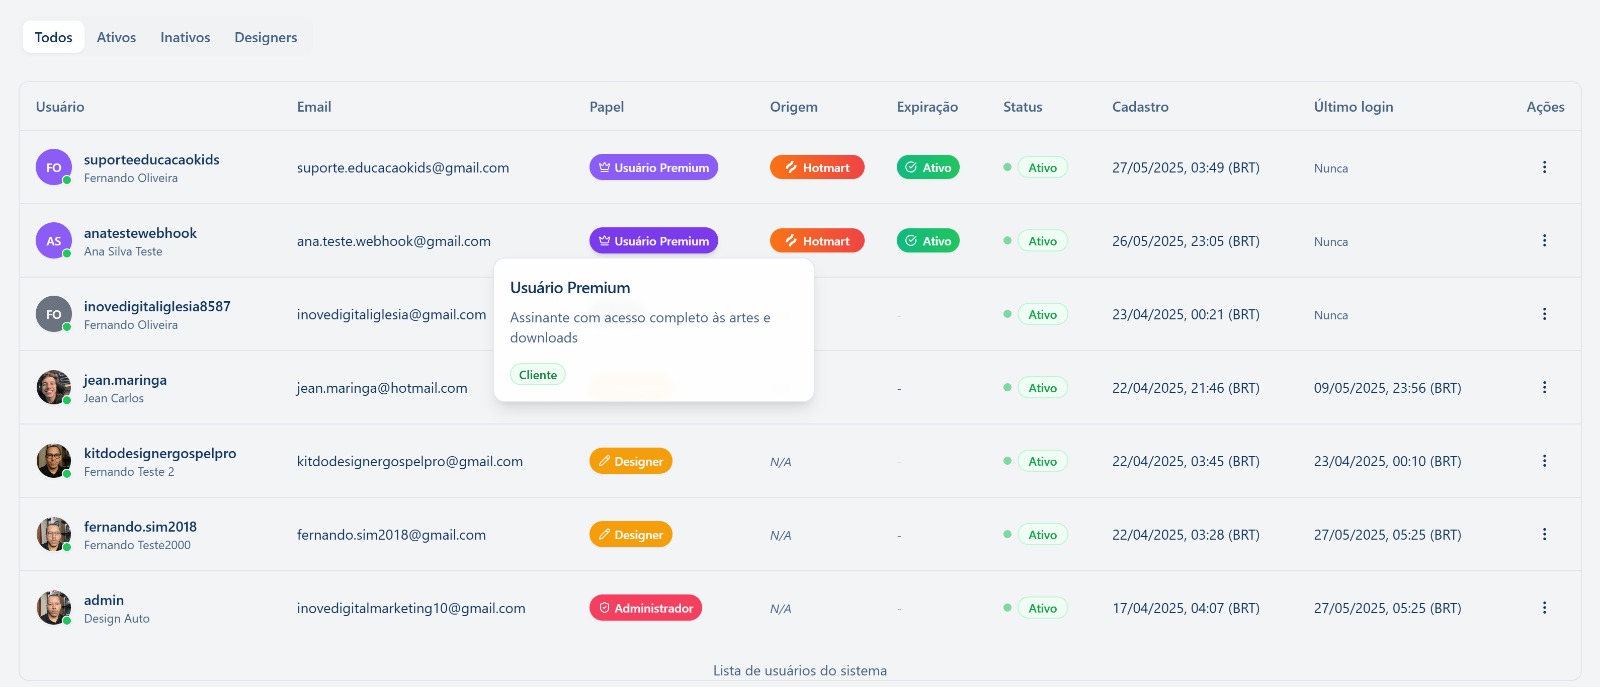 Todos Ativos Inativos Designers
Usuário Email Papel Origem Expiração Status Cadastro Último login Ações
FO suporteeducacaokids suporte.educacaokids@gmail.com Usuário Premium Hotmart Ativo Ativo 27/05/2025, 03:49 (BRT) Nunca
Fernando Oliveira
AS anatestewebhook ana.teste.webhook@gmail.com Usuário Premium Hotmart Ativo Ativo 26/05/2025, 23:05 (BRT) Nunca
Ana Silva Teste
Usuário Premium
Assinante com acesso completo às artes e
downloads
Cliente
FO inovedigitaliglesia8587 inovedigitaliglesia@gmail.com - Ativo 23/04/2025, 00:21 (BRT) Nunca
Fernando Oliveira
jean.maringa jean.maringa@hotmail.com - Ativo 22/04/2025, 21:46 (BRT) 09/05/2025, 23:56 (BRT)
Jean Carlos
kitdodesignergospelpro kitdodesignergospelpro@gmail.com Designer N/A - Ativo 22/04/2025, 03:45 (BRT) 23/04/2025, 00:10 (BRT)
Fernando Teste 2
fernando.sim2018 fernando.sim2018@gmail.com Designer N/A - Ativo 22/04/2025, 03:28 (BRT) 27/05/2025, 05:25 (BRT)
Fernando Teste2000
admin inovedigitalmarketing10@gmail.com Administrador N/A - Ativo 17/04/2025, 04:07 (BRT) 27/05/2025, 05:25 (BRT)
Design Auto
Lista de usuários do sistema